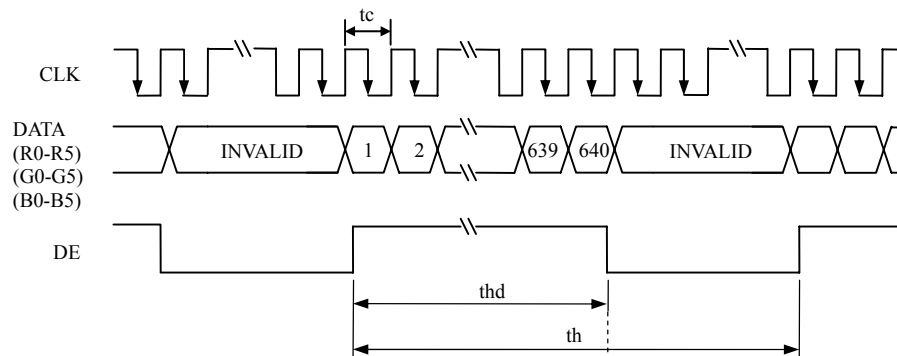 tc
CLK
DATA
(R0-R5)
(G0-G5)
(B0-B5)
INVALID 1 2 639 640 INVALID
DE
thd
th